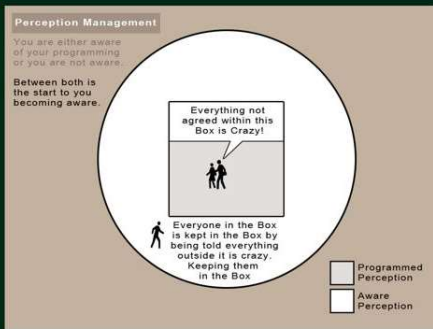 Perception Management
You are either aware
of your programming
or you are not aware.
Between both is
the start to you
becoming aware.
Everything not
agreed within this
Box is Crazy!
Everyone in the Box
is kept in the Box by
being told everything
outside it is crazy.
Keeping them
in the Box
Programmed
Perception
Aware
Perception